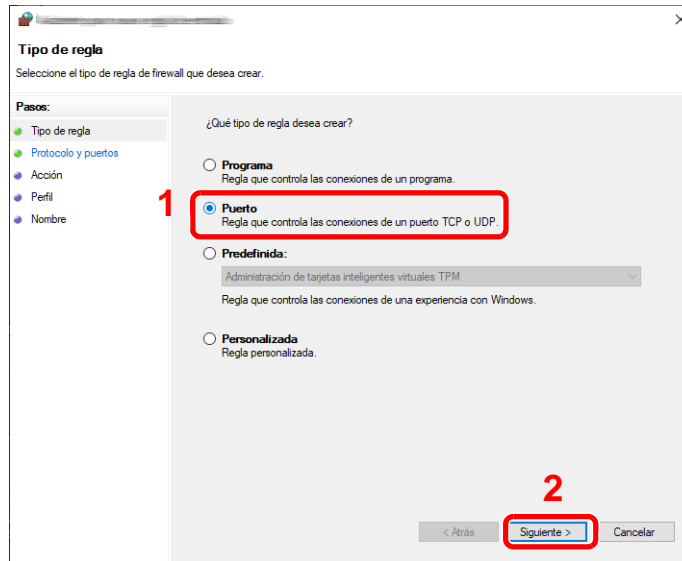 Tipo de regla
Seleccione el tipo de regla de firewall que desea crear.
Pasos:
Tipo de regla
Protocolo y puertos
Acción
Perfil
Nombre
¿Qué tipo de regla desea crear?
Programa
Regla que controla las conexiones de un programa.
1
Puerto
Regla que controla las conexiones de un puerto TCP o UDP.
Predefinida:
Administración de tarjetas inteligentes virtuales TPM
Regla que controla las conexiones de una experiencia con Windows.
Personalizada
Regla personalizada.
2
< Atrás
Siguiente >
Cancelar